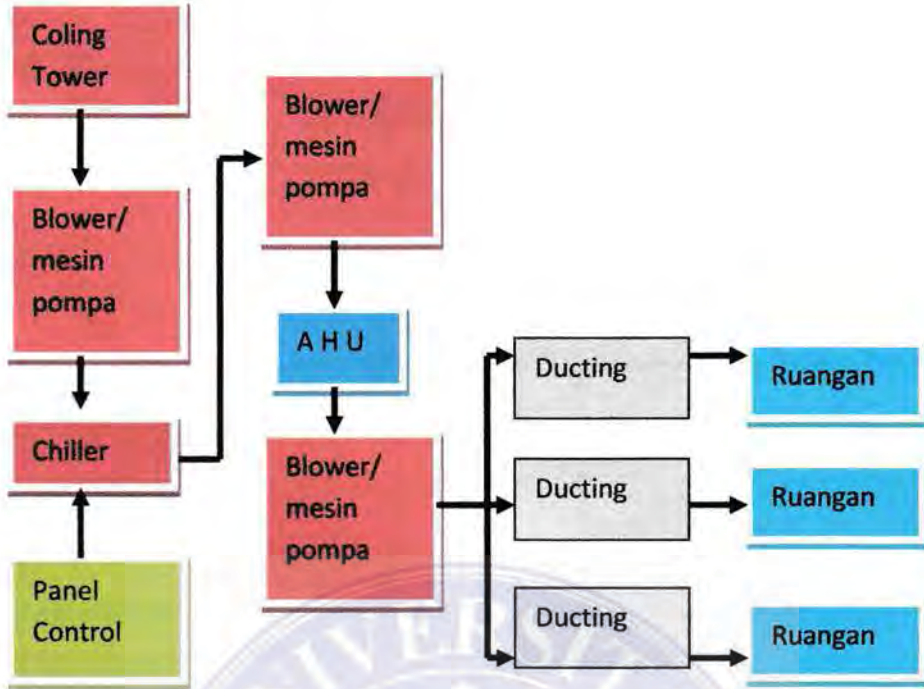 Coling
Tower
Blower/
mesin
pompa
Chiller
Panel
Control
Blower/
mesin
pompa
A H U
Blower/
mesin
pompa
Ducting
Ruangan
Ducting
Ruangan
Ducting
Ruangan